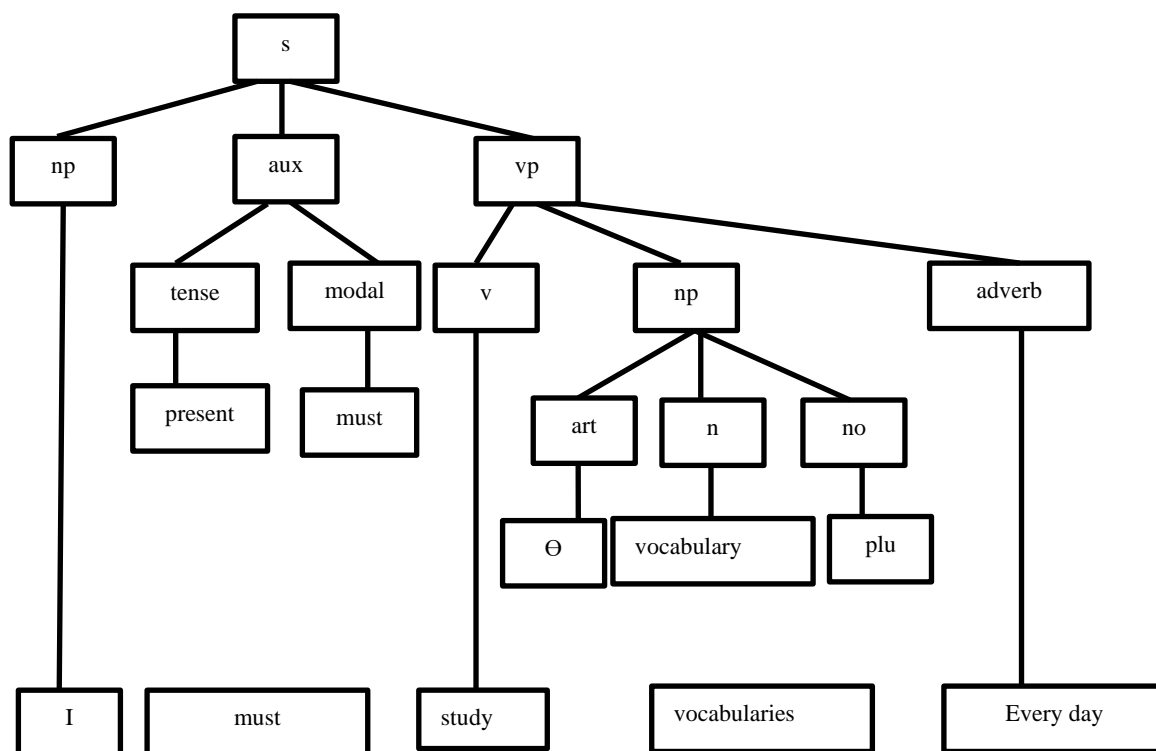 s
np aux vp
tense modal v np adverb
present must art n no
Ɵ vocabulary plu
I must study vocabularies Every day